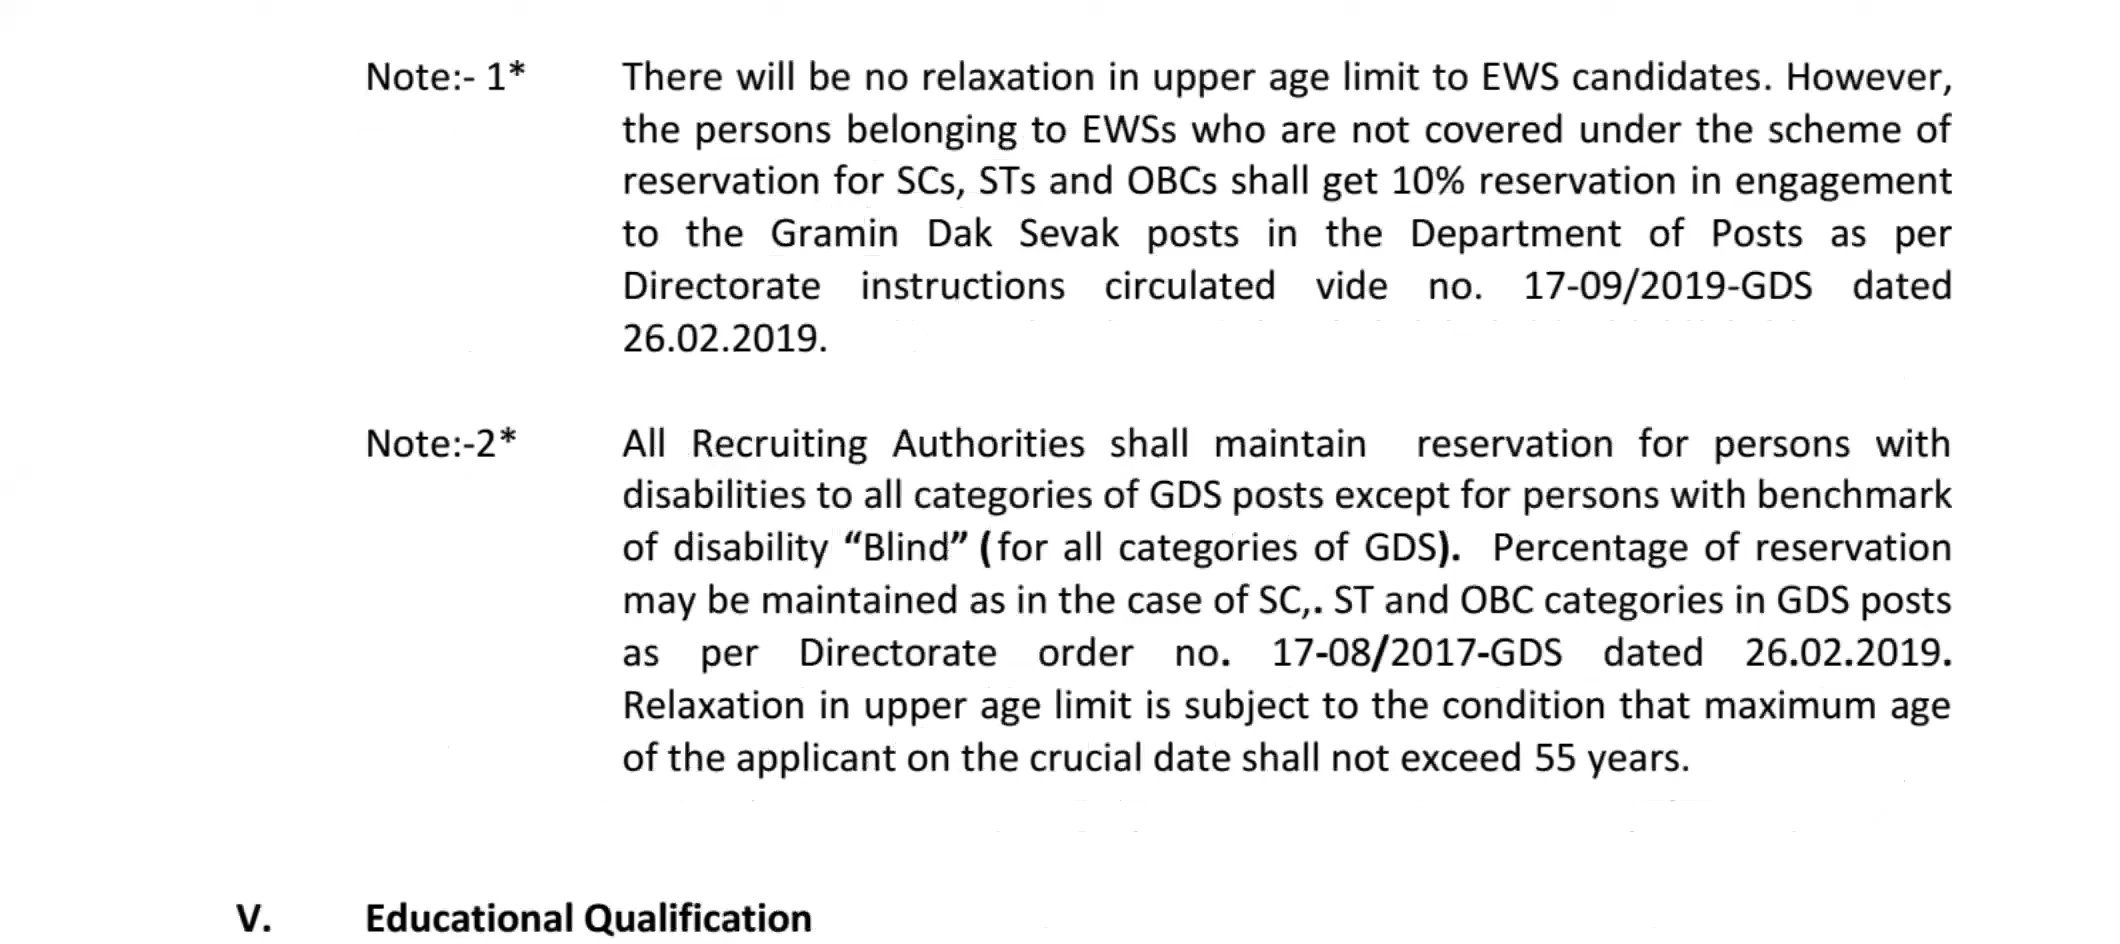 Note:- 1* There will be no relaxation in upper age limit to EWS candidates. However,
the persons belonging to EWSs who are not covered under the scheme of
reservation for SCs, STs and OBCs shall get 10% reservation in engagement
to the Gramin Dak Sevak posts in the Department of Posts as per
Directorate instructions circulated vide no. 17-09/2019-GDS dated
26.02.2019.
Note:-2* All Recruiting Authorities shall maintain reservation for persons with
disabilities to all categories of GDS posts except for persons with benchmark
of disability “Blind” (for all categories of GDS). Percentage of reservation
may be maintained as in the case of SC,. ST and OBC categories in GDS posts
as per Directorate order no. 17-08/2017-GDS dated 26.02.2019.
Relaxation in upper age limit is subject to the condition that maximum age
of the applicant on the crucial date shall not exceed 55 years.
V. Educational Qualification